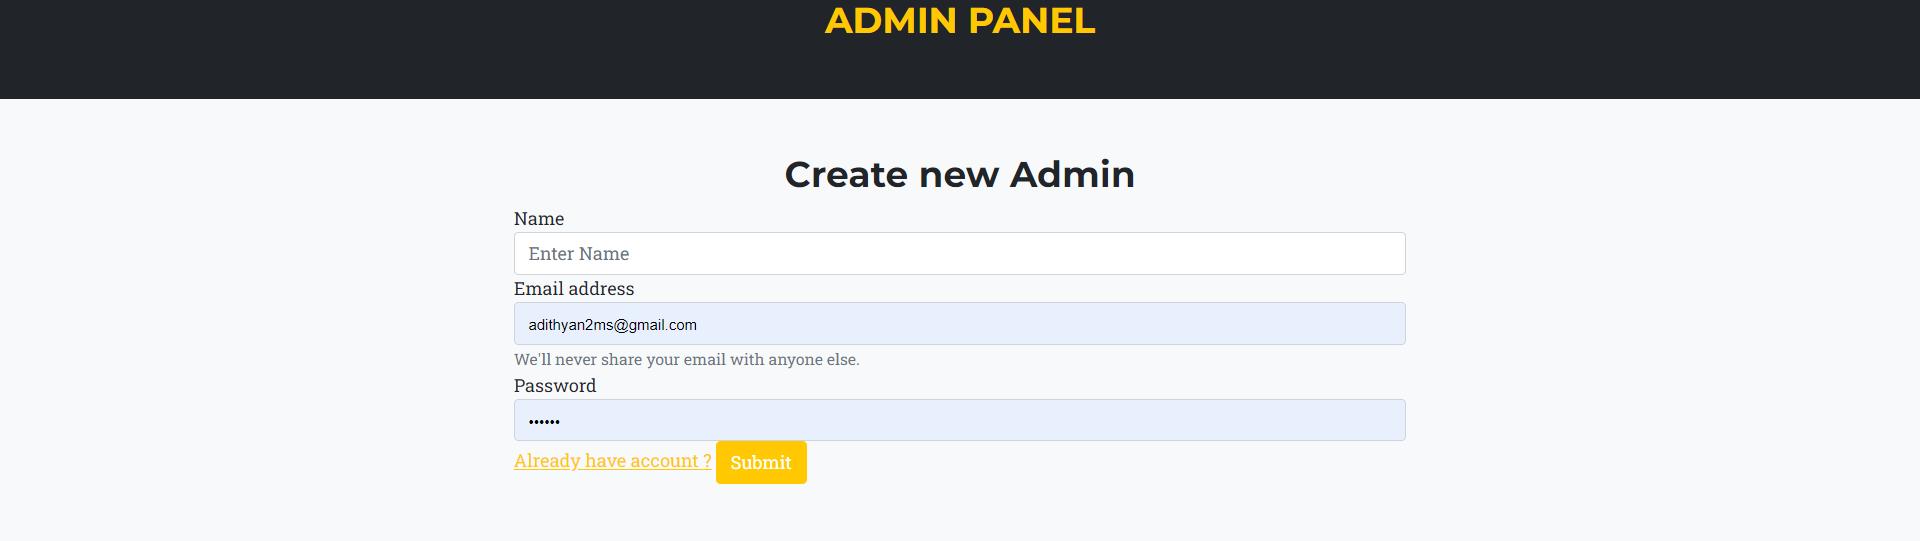 ADMIN PANEL
Create new Admin
Name
Enter Name
Email address
adithyan2ms@gmail.com
We'll never share your email with anyone else.
Password
••••••
Already have account ? Submit